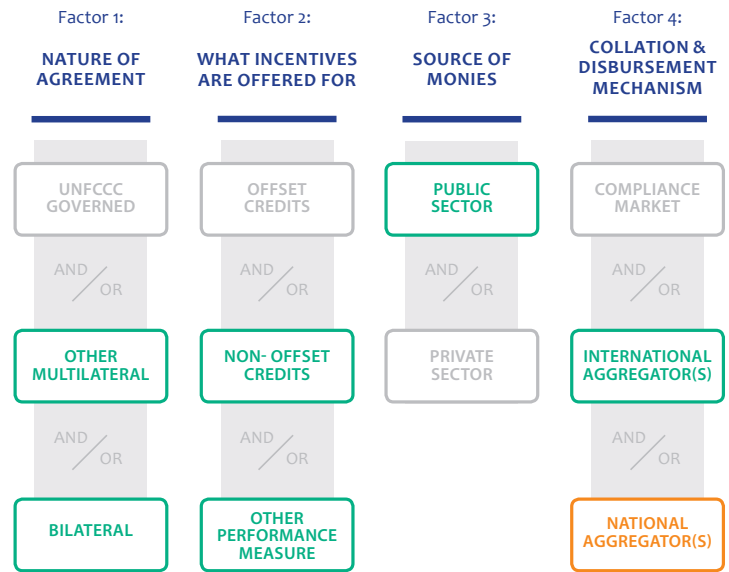 Factor 1:
NATURE OF
AGREEMENT
UNFCCC
GOVERNED
AND
OR
OTHER
MULTILATERAL
AND
OR
BILATERAL
Factor 2:
WHAT INCENTIVES
ARE OFFERED FOR
OFFSET
CREDITS
AND
OR
NON- OFFSET
CREDITS
AND
OR
OTHER
PERFORMANCE
MEASURE
Factor 3:
SOURCE OF
MONIES
PUBLIC
SECTOR
AND
OR
PRIVATE
SECTOR
Factor 4:
COLLATION &
DISBURSEMENT
MECHANISM
COMPLIANCE
MARKET
AND
OR
INTERNATIONAL
AGGREGATOR(S)
AND
OR
NATIONAL
AGGREGATOR(S)